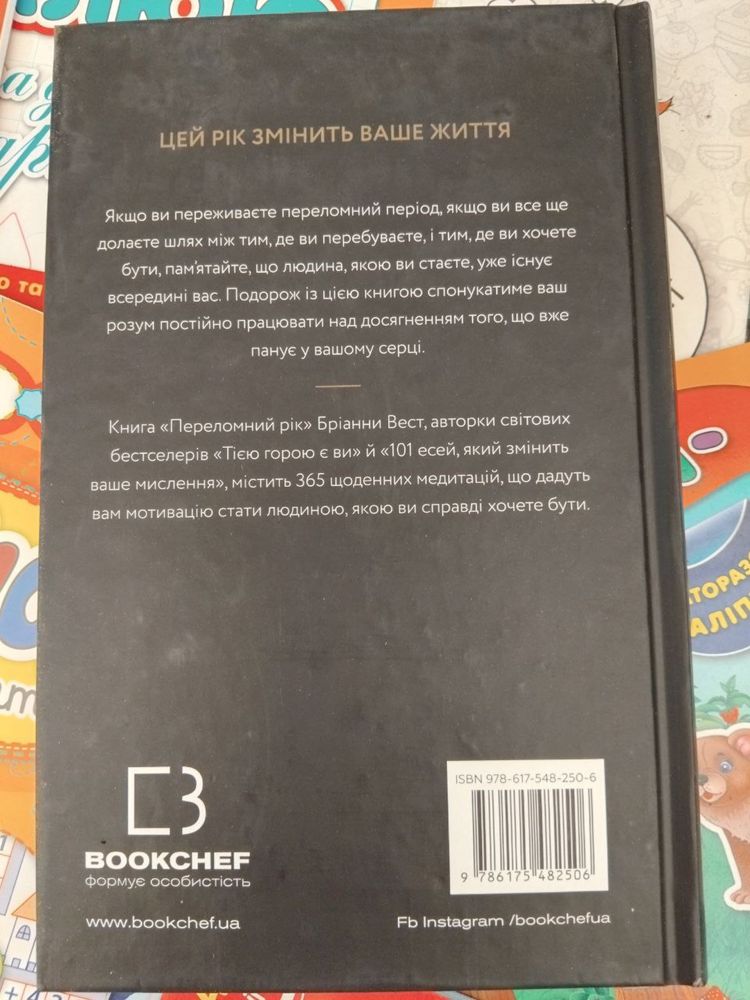 ЦЕЙ РІК ЗМІНИТЬ ВАШЕ ЖИТТЯ
Якщо ви переживаєте переломний період, якщо ви все ще
долаєте шлях між тим, де ви перебуваєте, і тим, де ви хочете
бути, пам'ятайте, що людина, якою ви стаєте, уже існує
всередині вас. Подорож із цією книгою спонукатиме ваш
розум постійно працювати над досягненням того, що вже
панує у вашому серці.
Книга «Переломний рік» Бріанни Вест, авторки світових
бестселерів «Тією горою є ви» й «101 есей, який змінить
ваше мислення», містить 365 щоденних медитацій, що дадуть
вам мотивацію стати людиною, якою ви справді хочете бути.
ISBN 978-617-548-250-6
9 786175 482506
BOOKCHEF
формує особистість
www.bookchef.ua
Fb Instagram /bookchefua